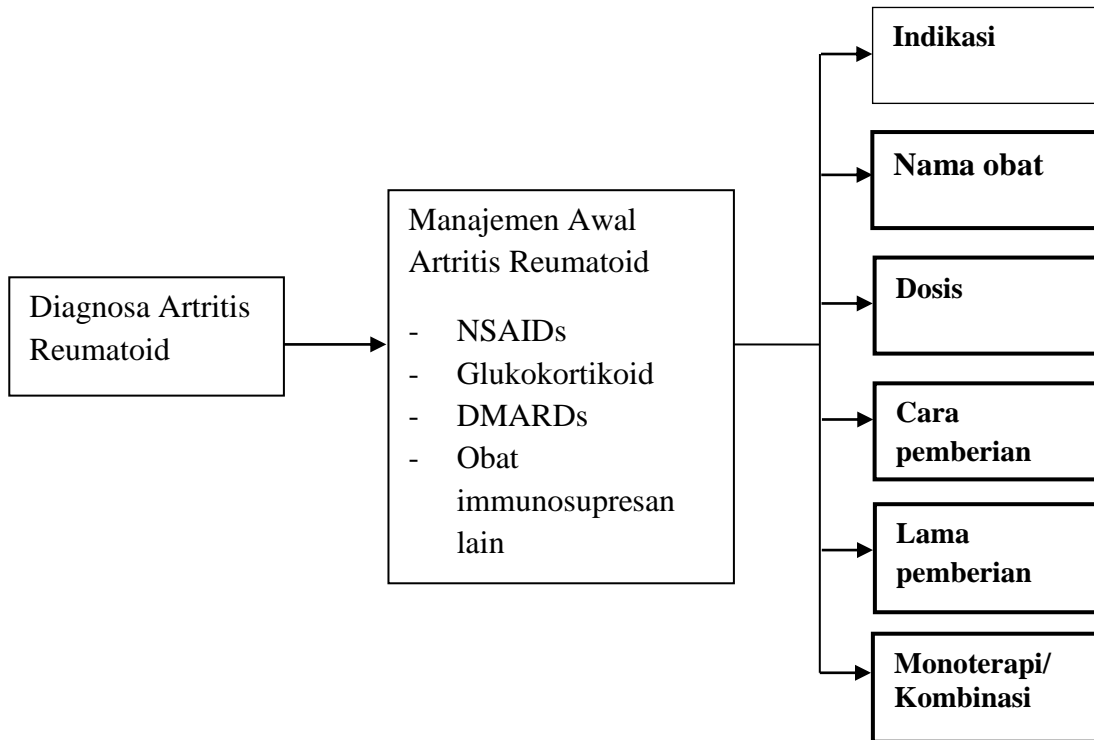 Diagnosa Artritis
Reumatoid
Manajemen Awal
Artritis Reumatoid
- NSAIDs
- Glukokortikoid
- DMARDs
- Obat
immunosupresan
lain
Indikasi
Nama obat
Dosis
Cara
pemberian
Lama
pemberian
Monoterapi/
Kombinasi